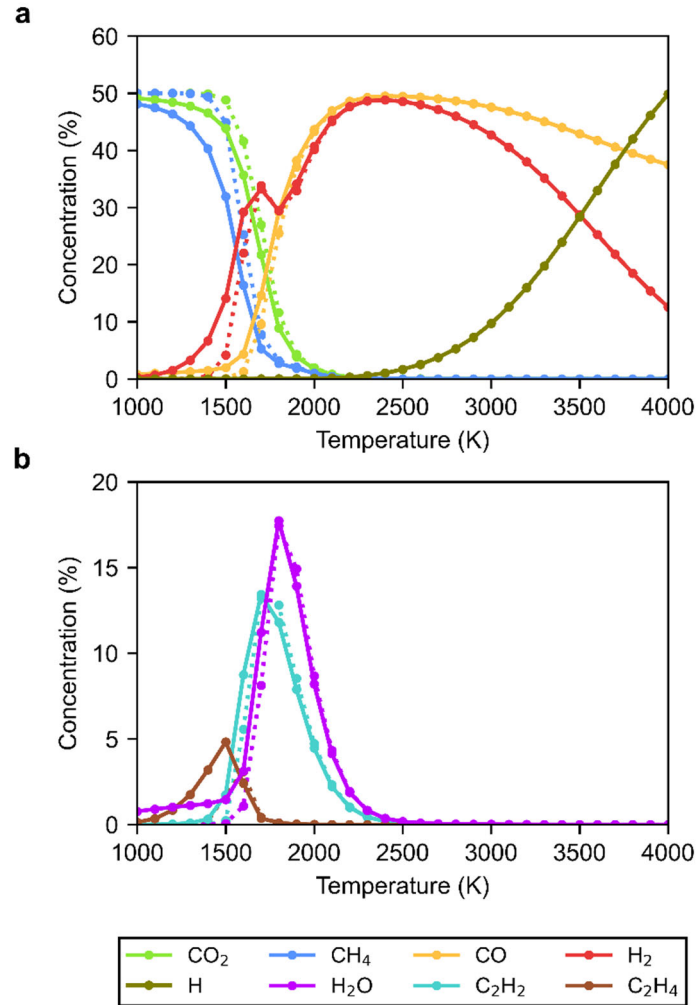 a
60
50
40
30
20
10
0
Concentration (%)
1000 1500 2000 2500 3000 3500 4000
Temperature (K)
b
20
15
10
5
0
Concentration (%)
1000 1500 2000 2500 3000 3500 4000
Temperature (K)
CO₂ CH₄ CO H₂
H H₂O C₂H₂ C₂H₄